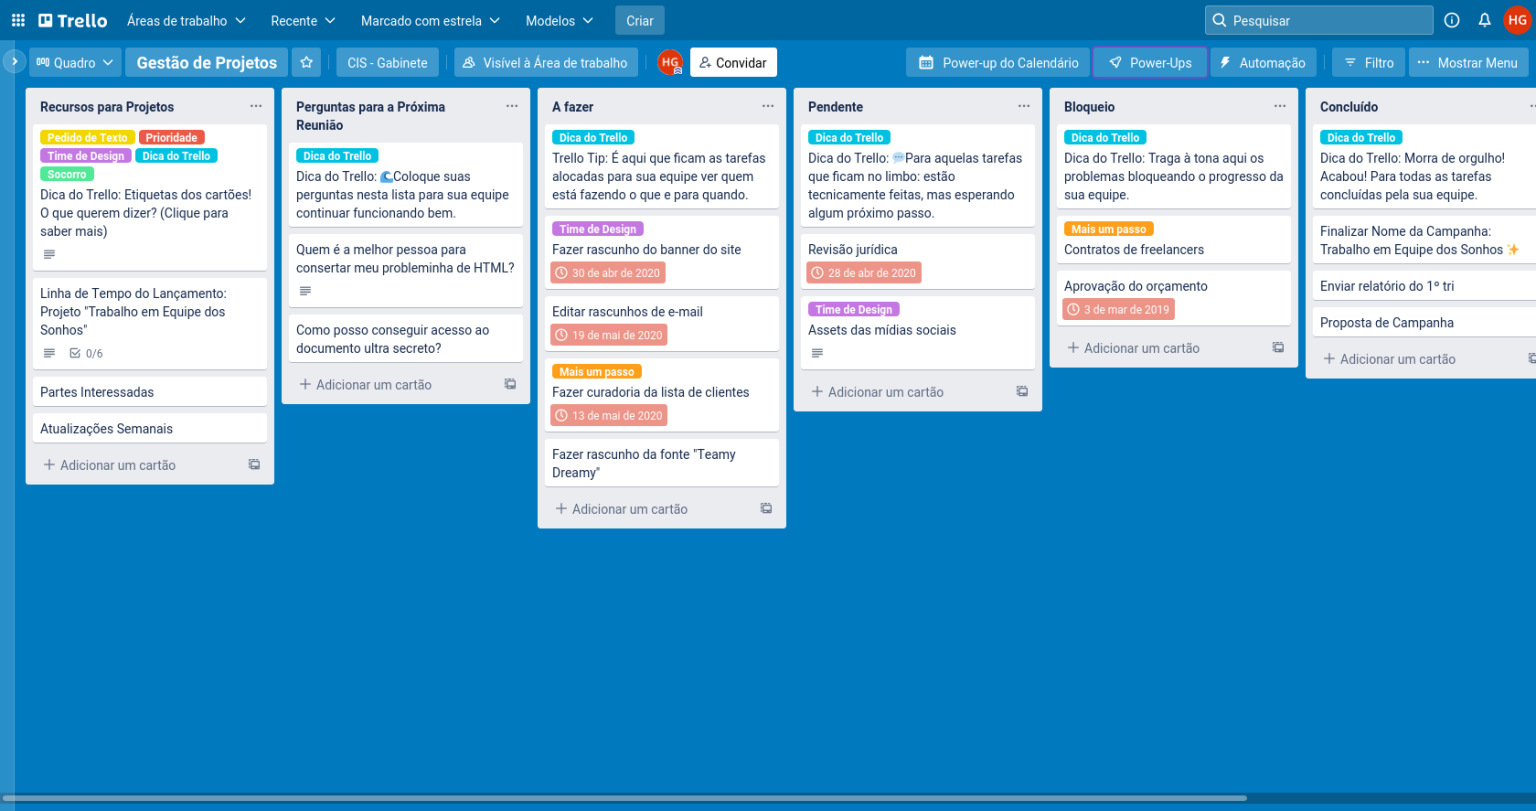 Trello
Áreas de trabalho
Recente
Marcado com estrela
Modelos
Criar
Pesquisar
HG
Quadro
Gestão de Projetos
CIS - Gabinete
Visível à Área de trabalho
HG
Convidar
Power-up do Calendário
Power-Ups
Automação
Filtro
Mostrar Menu
Recursos para Projetos
Pedido de Texto
Prioridade
Time de Design
Dica do Trello
Socorro
Dica do Trello: Etiquetas dos cartões!
O que querem dizer? (Clique para
saber mais)
Linha de Tempo do Lançamento:
Projeto "Trabalho em Equipe dos
Sonhos"
0/6
Partes Interessadas
Atualizações Semanais
Adicionar um cartão
Perguntas para a Próxima
Reunião
Dica do Trello
Dica do Trello: 🌊Coloque suas
perguntas nesta lista para sua equipe
continuar funcionando bem.
Quem é a melhor pessoa para
consertar meu probleminha de HTML?
Como posso conseguir acesso ao
documento ultra secreto?
Adicionar um cartão
A fazer
Dica do Trello
Trello Tip: É aqui que ficam as tarefas
alocadas para sua equipe ver quem
está fazendo o que e para quando.
Time de Design
Fazer rascunho do banner do site
30 de abr de 2020
Editar rascunhos de e-mail
19 de mai de 2020
Mais um passo
Fazer curadoria da lista de clientes
13 de mai de 2020
Fazer rascunho da fonte "Teamy
Dreamy"
Adicionar um cartão
Pendente
Dica do Trello
Dica do Trello: 💬Para aquelas tarefas
que ficam no limbo: estão
tecnicamente feitas, mas esperando
algum próximo passo.
Revisão jurídica
28 de abr de 2020
Time de Design
Assets das mídias sociais
Adicionar um cartão
Bloqueio
Dica do Trello
Dica do Trello: Traga à tona aqui os
problemas bloqueando o progresso da
sua equipe.
Mais um passo
Contratos de freelancers
Aprovação do orçamento
3 de mar de 2019
Adicionar um cartão
Concluído
Dica do Trello
Dica do Trello: Morra de orgulho!
Acabou! Para todas as tarefas
concluídas pela sua equipe.
Finalizar Nome da Campanha:
Trabalho em Equipe dos Sonhos ✨
Enviar relatório do 1º tri
Proposta de Campanha
Adicionar um cartão